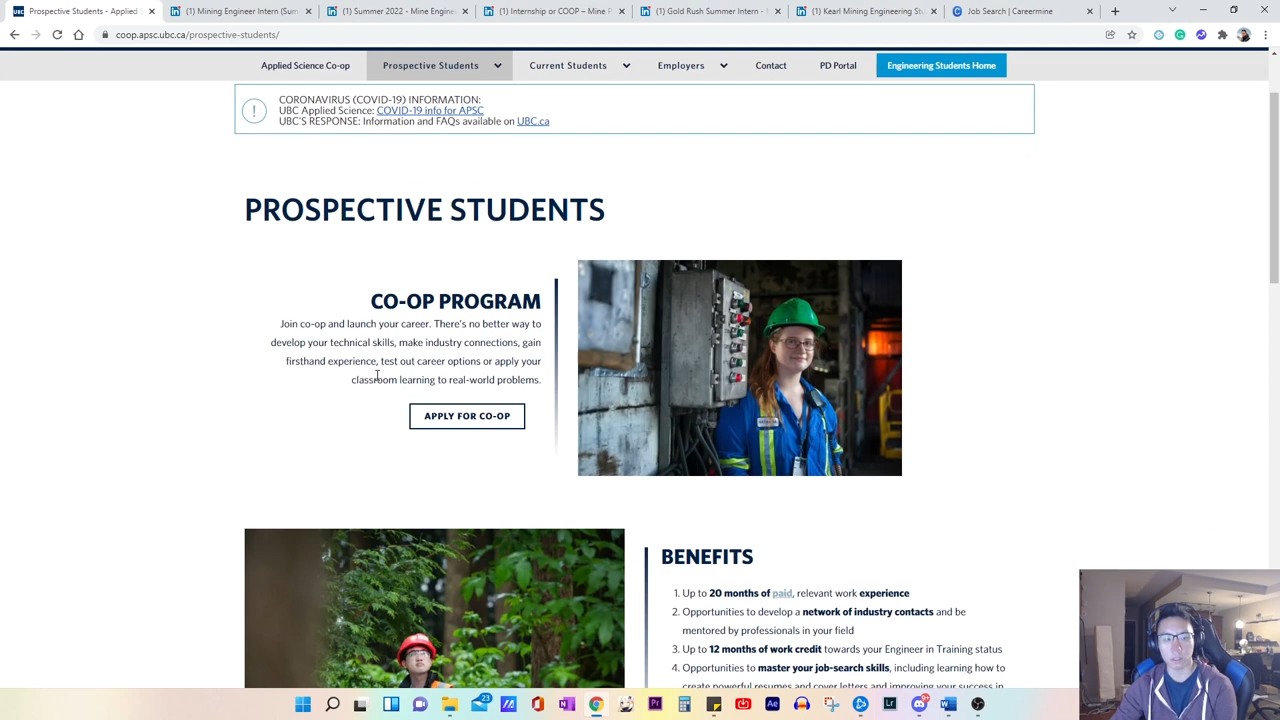 Prospective Students - Applied S
(1) Mining Engineer Intern (Sum
(1) Summer 2022 - Mine Engine
(1) Internship or COOP – Mine P
(1) Gold Rush Summer Intern -
(1) Kearl Mining Engineering Stu
Job Search | Careermine
coop.apsc.ubc.ca/prospective-students/
Applied Science Co-op
Prospective Students
Current Students
Employers
Contact
PD Portal
Engineering Students Home
CORONAVIRUS (COVID-19) INFORMATION:
UBC Applied Science: COVID-19 info for APSC
UBC'S RESPONSE: Information and FAQs available on UBC.ca
PROSPECTIVE STUDENTS
CO-OP PROGRAM
Join co-op and launch your career. There's no better way to
develop your technical skills, make industry connections, gain
firsthand experience, test out career options or apply your
classroom learning to real-world problems.
APPLY FOR CO-OP
BENEFITS
1. Up to 20 months of paid, relevant work experience
2. Opportunities to develop a network of industry contacts and be
mentored by professionals in your field
3. Up to 12 months of work credit towards your Engineer in Training status
4. Opportunities to master your job-search skills, including learning how to
create powerful resumes and cover letters and improving your success in
23